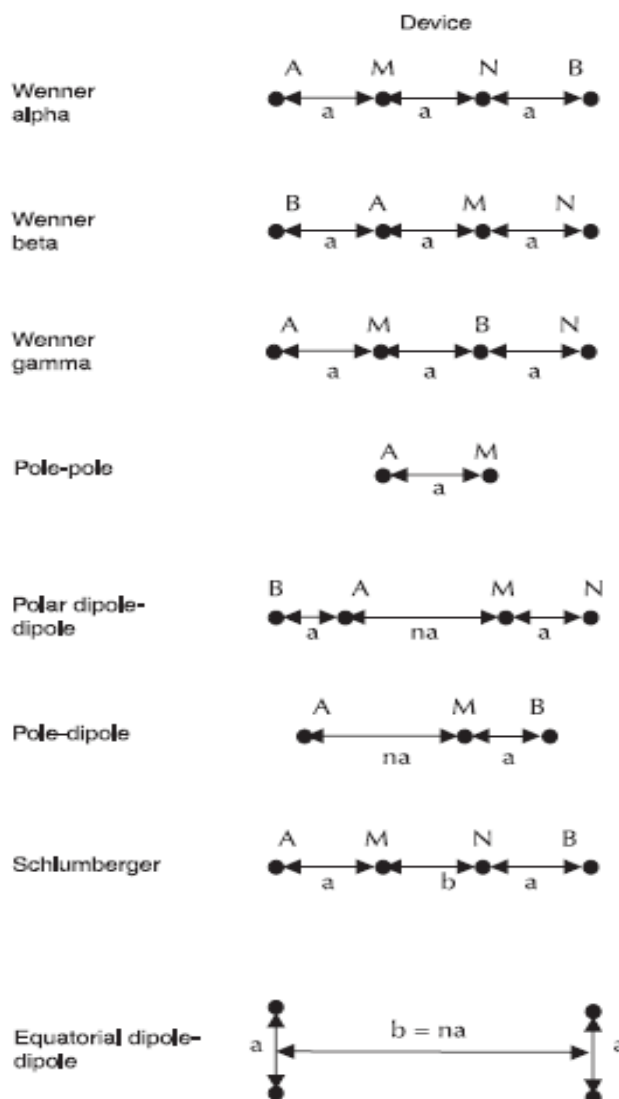 Device
Wenner
alpha
A M N B
a a a
Wenner
beta
B A M N
a a a
Wenner
gamma
A M B N
a a a
Pole-pole
A M
a
Polar dipole-
dipole
B A M N
a na a
Pole-dipole
A M B
na a
Schlumberger
A M N B
a b a
Equatorial dipole-
dipole
a b = na a